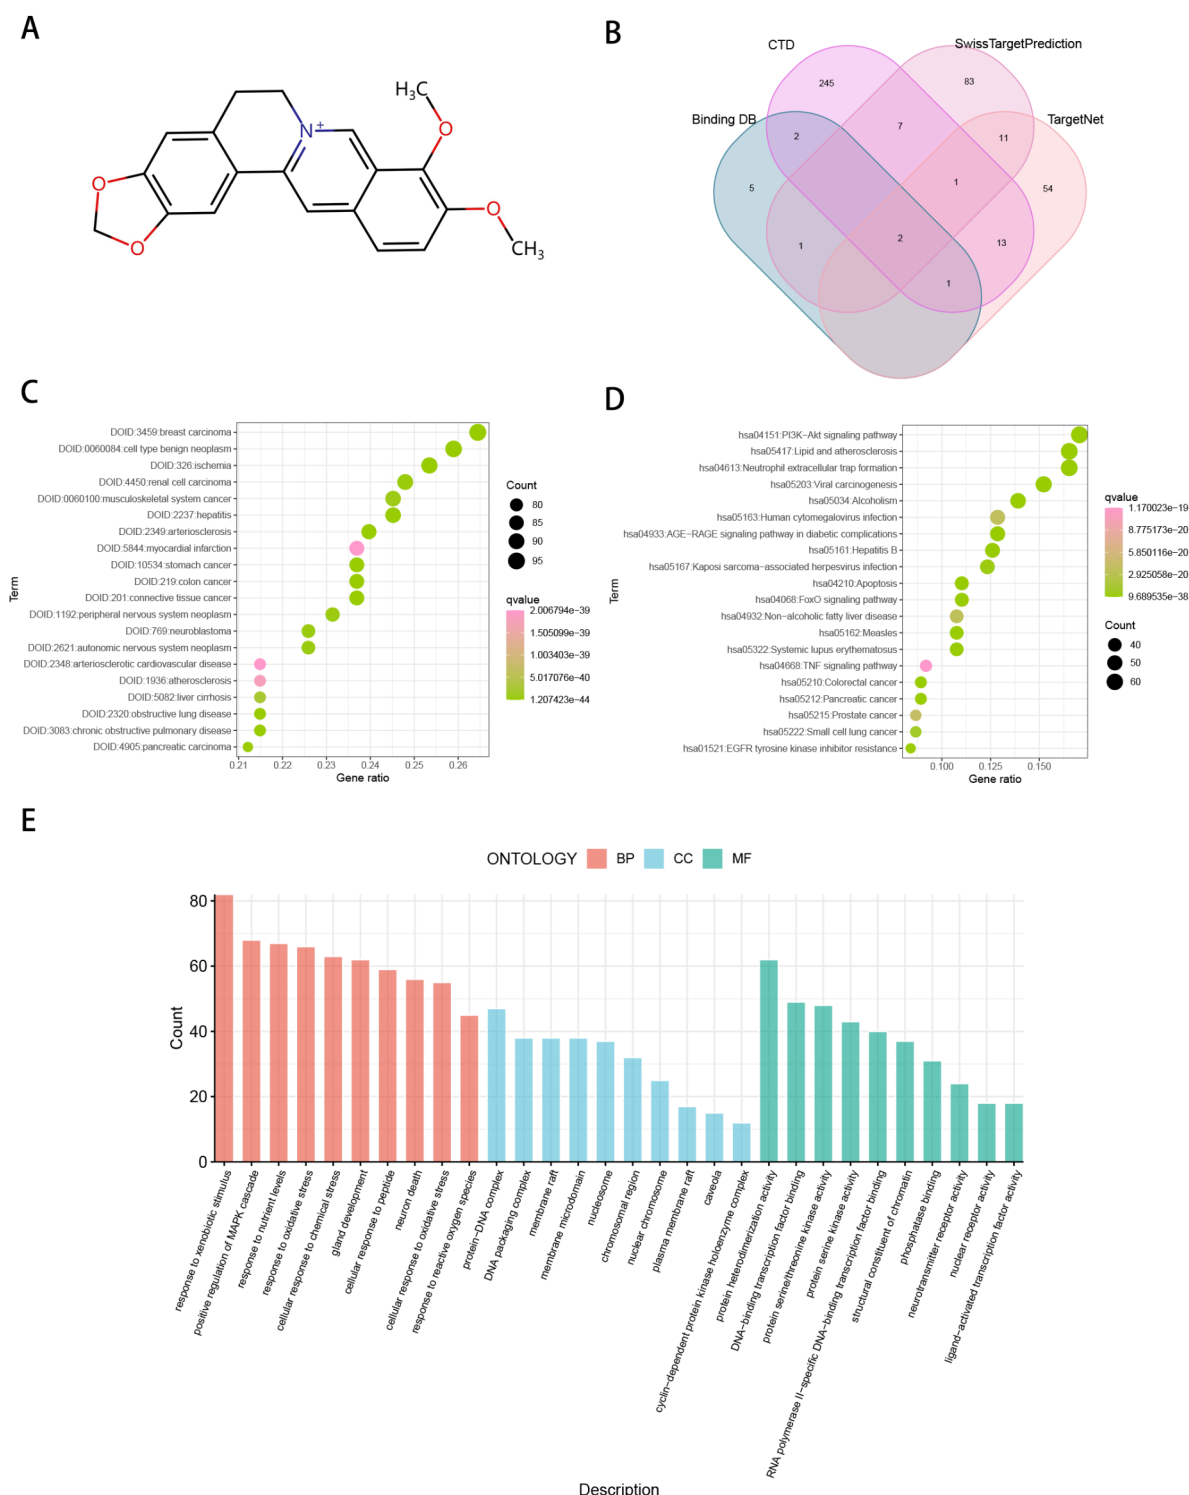 A
H₃C
O
N⁺
O
O
O
CH₃
B
CTD
SwissTargetPrediction
Binding DB
TargetNet
245
83
2
7
11
5
1
54
1
2
13
1
C
Term
DOID:3459:breast carcinoma
DOID:0060084:cell type benign neoplasm
DOID:326:ischemia
DOID:4450:renal cell carcinoma
DOID:0060100:musculoskeletal system cancer
DOID:2237:hepatitis
DOID:2349:arteriosclerosis
DOID:5844:myocardial infarction
DOID:10534:stomach cancer
DOID:219:colon cancer
DOID:201:connective tissue cancer
DOID:1192:peripheral nervous system neoplasm
DOID:769:neuroblastoma
DOID:2621:autonomic nervous system neoplasm
DOID:2348:arteriosclerotic cardiovascular disease
DOID:1936:atherosclerosis
DOID:5082:liver cirrhosis
DOID:2320:obstructive lung disease
DOID:3083:chronic obstructive pulmonary disease
DOID:4905:pancreatic carcinoma
0.21 0.22 0.23 0.24 0.25 0.26
Gene ratio
Count
80
85
90
95
qvalue
2.006794e−39
1.505099e−39
1.003403e−39
5.017076e−40
1.207423e−44
D
Term
hsa04151:PI3K−Akt signaling pathway
hsa05417:Lipid and atherosclerosis
hsa04613:Neutrophil extracellular trap formation
hsa05203:Viral carcinogenesis
hsa05034:Alcoholism
hsa05163:Human cytomegalovirus infection
hsa04933:AGE−RAGE signaling pathway in diabetic complications
hsa05161:Hepatitis B
hsa05167:Kaposi sarcoma−associated herpesvirus infection
hsa04210:Apoptosis
hsa04068:FoxO signaling pathway
hsa04932:Non−alcoholic fatty liver disease
hsa05162:Measles
hsa05322:Systemic lupus erythematosus
hsa04668:TNF signaling pathway
hsa05210:Colorectal cancer
hsa05212:Pancreatic cancer
hsa05215:Prostate cancer
hsa05222:Small cell lung cancer
hsa01521:EGFR tyrosine kinase inhibitor resistance
0.100 0.125 0.150
Gene ratio
qvalue
1.170023e−19
8.775173e−20
5.850116e−20
2.925058e−20
9.689535e−38
Count
40
50
60
E
ONTOLOGY BP CC MF
Count
80
60
40
20
0
response to xenobiotic stimulus
positive regulation of MAPK cascade
response to nutrient levels
response to oxidative stress
cellular response to chemical stress
gland development
cellular response to peptide
neuron death
cellular response to oxidative stress
response to reactive oxygen species
protein−DNA complex
DNA packaging complex
membrane raft
membrane microdomain
nucleosome
chromosomal region
nuclear chromosome
plasma membrane raft
caveola
cyclin−dependent protein kinase holoenzyme complex
protein heterodimerization activity
DNA−binding transcription factor binding
protein serine/threonine kinase activity
protein serine kinase activity
RNA polymerase II−specific DNA−binding transcription factor binding
structural constituent of chromatin
phosphatase binding
neurotransmitter receptor activity
nuclear receptor activity
ligand−activated transcription factor activity
Description